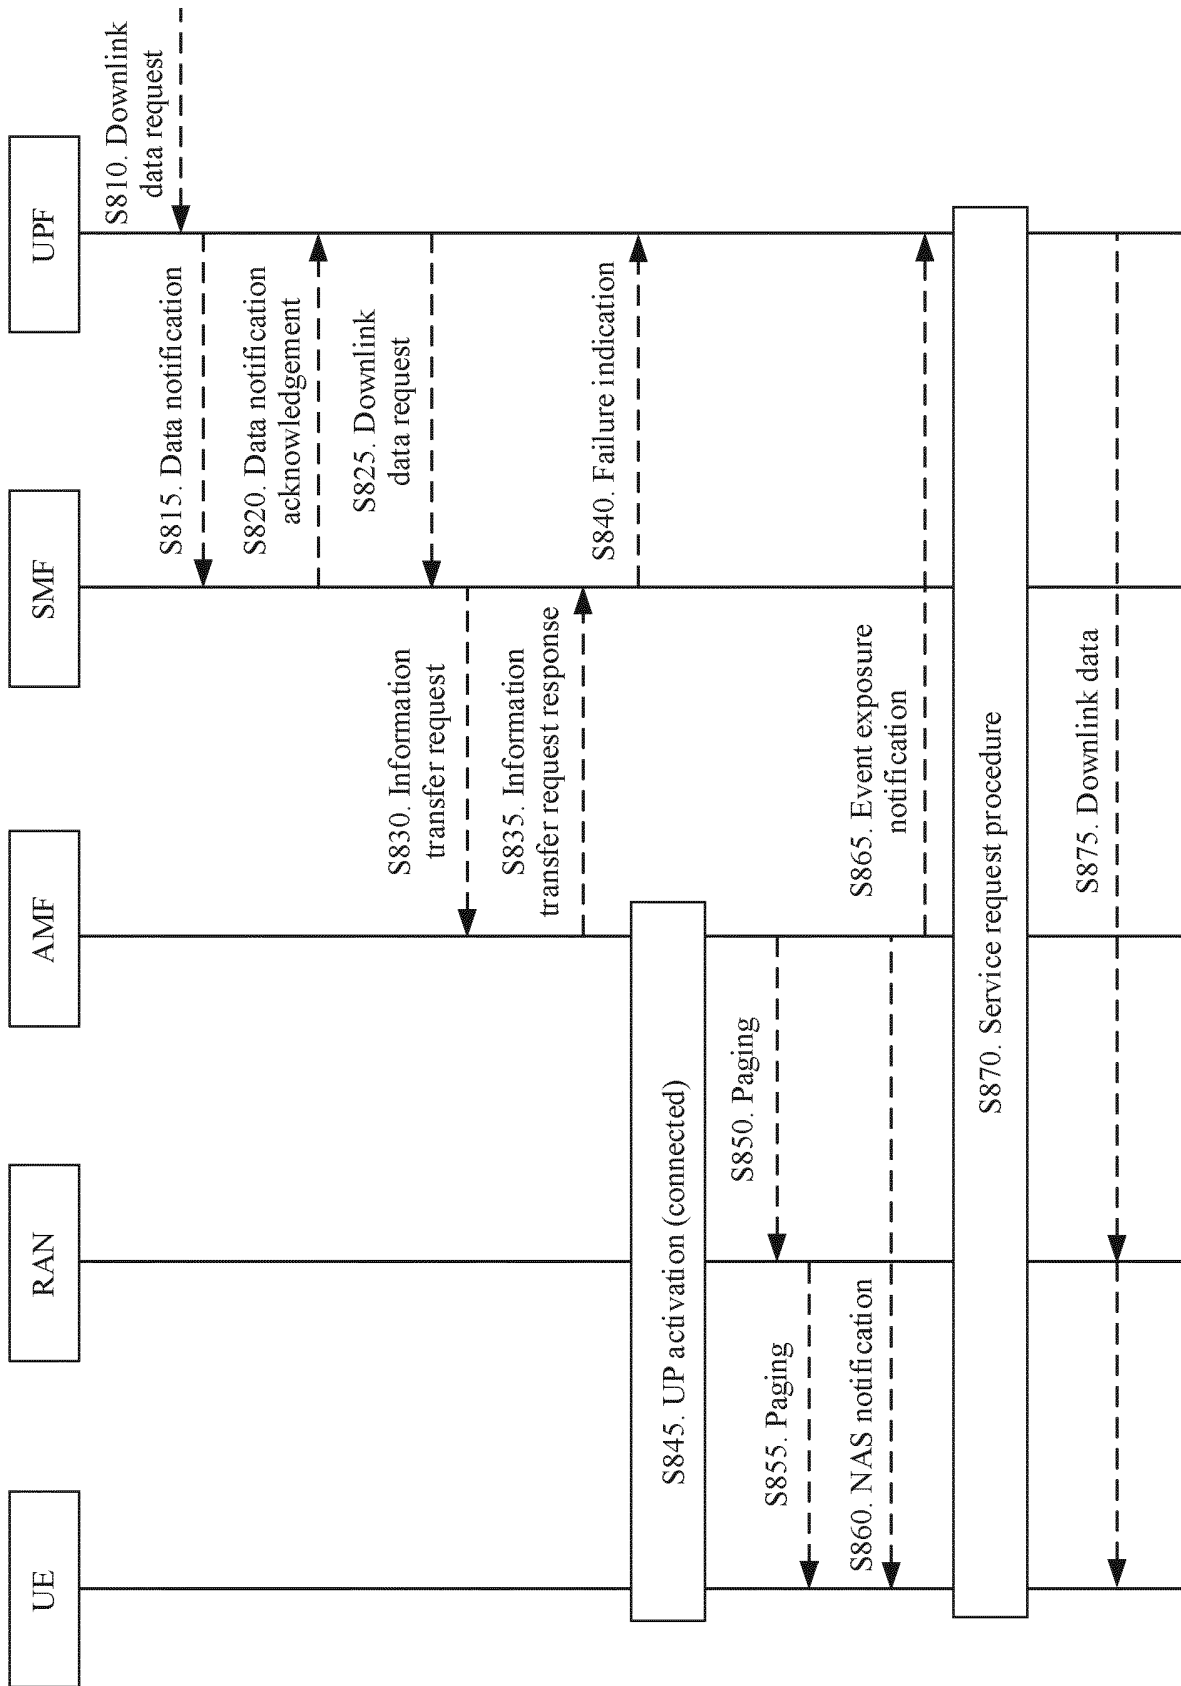 UE
RAN
AMF
SMF
UPF
S810. Downlink
data request
S815. Data notification
S820. Data notification
acknowledgement
S825. Downlink
data request
S830. Information
transfer request
S835. Information
transfer request response
S840. Failure indication
S845. UP activation (connected)
S850. Paging
S855. Paging
S860. NAS notification
S865. Event exposure
notification
S870. Service request procedure
S875. Downlink data